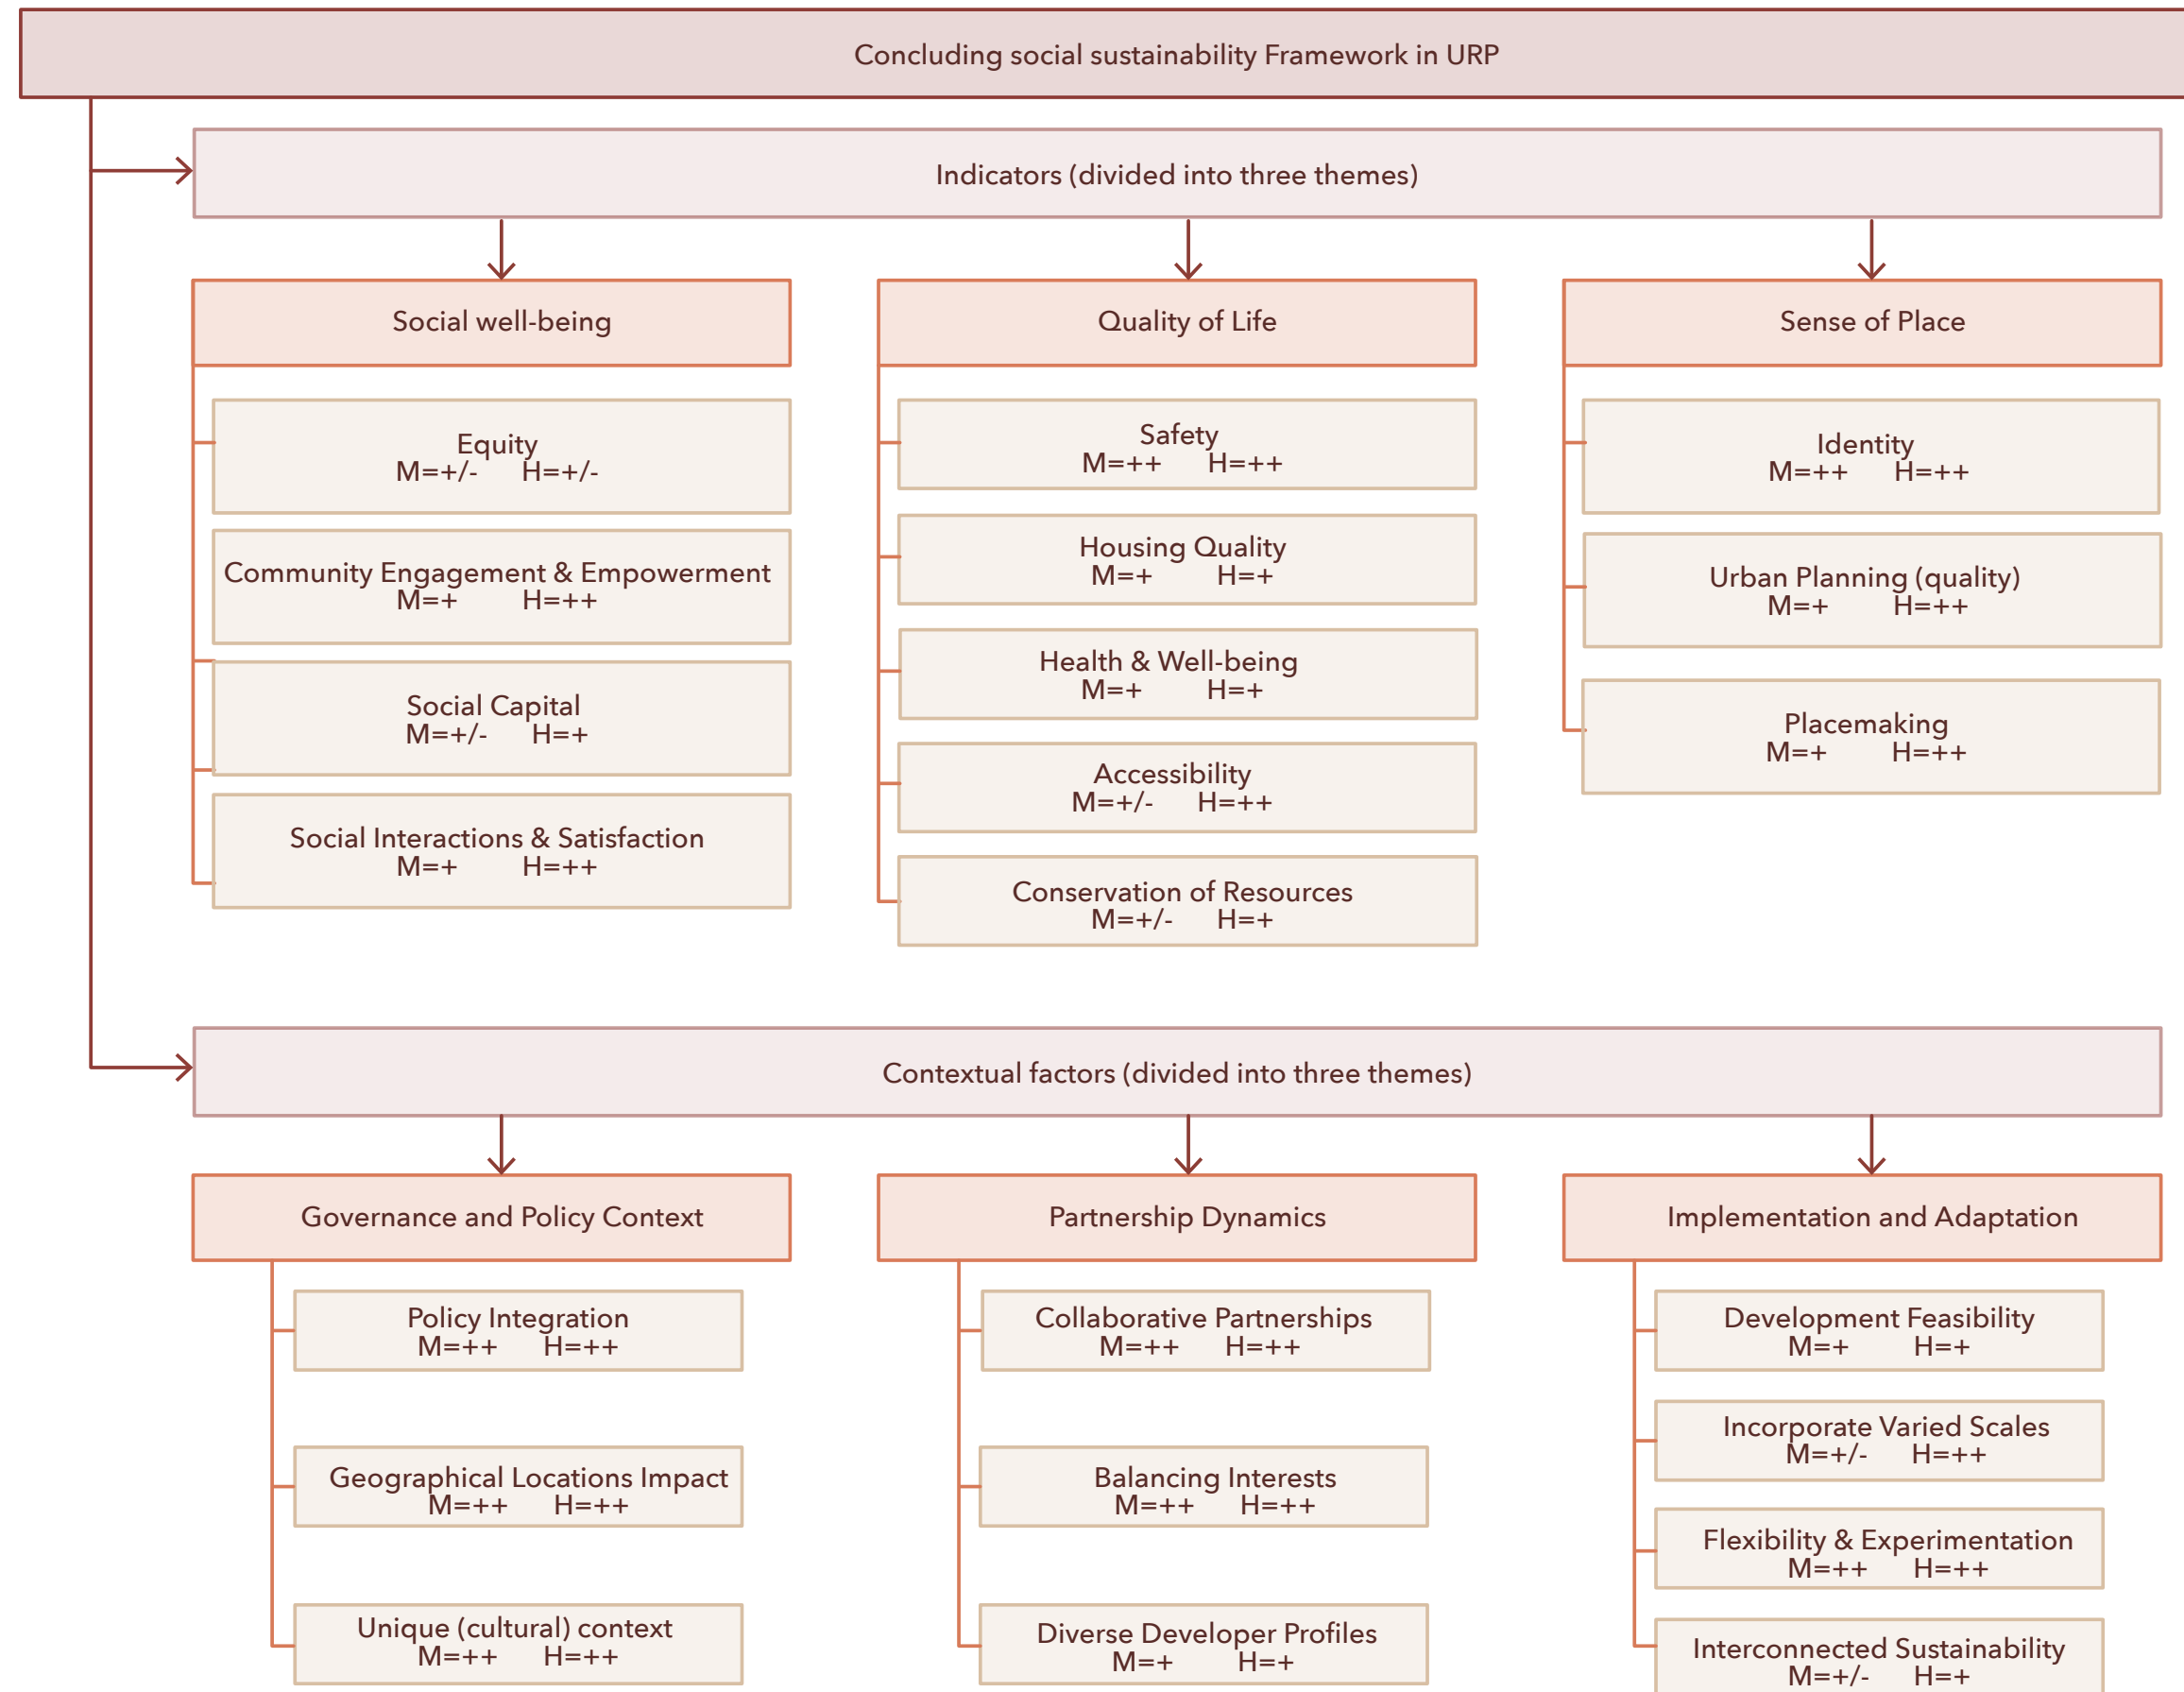 Concluding social sustainability Framework in URP
Indicators (divided into three themes)
Social well-being
Equity
M=+/- H=+/-
Community Engagement & Empowerment
M=+ H=++
Social Capital
M=+/- H=+
Social Interactions & Satisfaction
M=+ H=++
Quality of Life
Safety
M=++ H=++
Housing Quality
M=+ H=+
Health & Well-being
M=+ H=+
Accessibility
M=+/- H=++
Conservation of Resources
M=+/- H=+
Sense of Place
Identity
M=++ H=++
Urban Planning (quality)
M=+ H=++
Placemaking
M=+ H=++
Contextual factors (divided into three themes)
Governance and Policy Context
Policy Integration
M=++ H=++
Geographical Locations Impact
M=++ H=++
Unique (cultural) context
M=++ H=++
Partnership Dynamics
Collaborative Partnerships
M=++ H=++
Balancing Interests
M=++ H=++
Diverse Developer Profiles
M=+ H=+
Implementation and Adaptation
Development Feasibility
M=+ H=+
Incorporate Varied Scales
M=+/- H=++
Flexibility & Experimentation
M=++ H=++
Interconnected Sustainability
M=+/- H=+